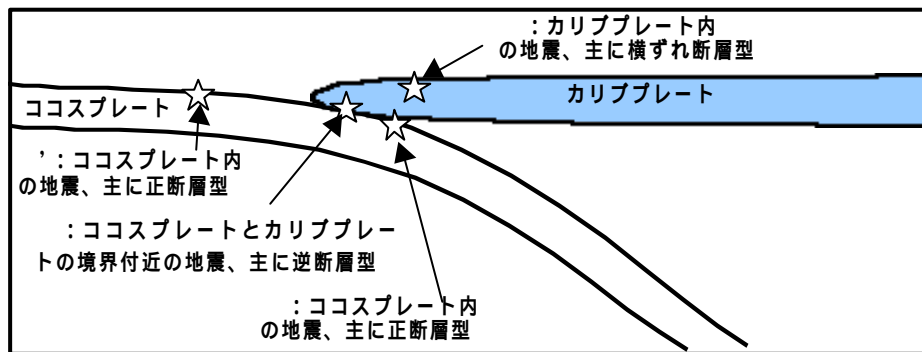 ：カリブプレート内
の地震、主に横ずれ断層型
カリブプレート
ココスプレート
’：ココスプレート内
の地震、主に正断層型
：ココスプレートとカリブプレー
トの境界付近の地震、主に逆断層型
：ココスプレート内
の地震、主に正断層型